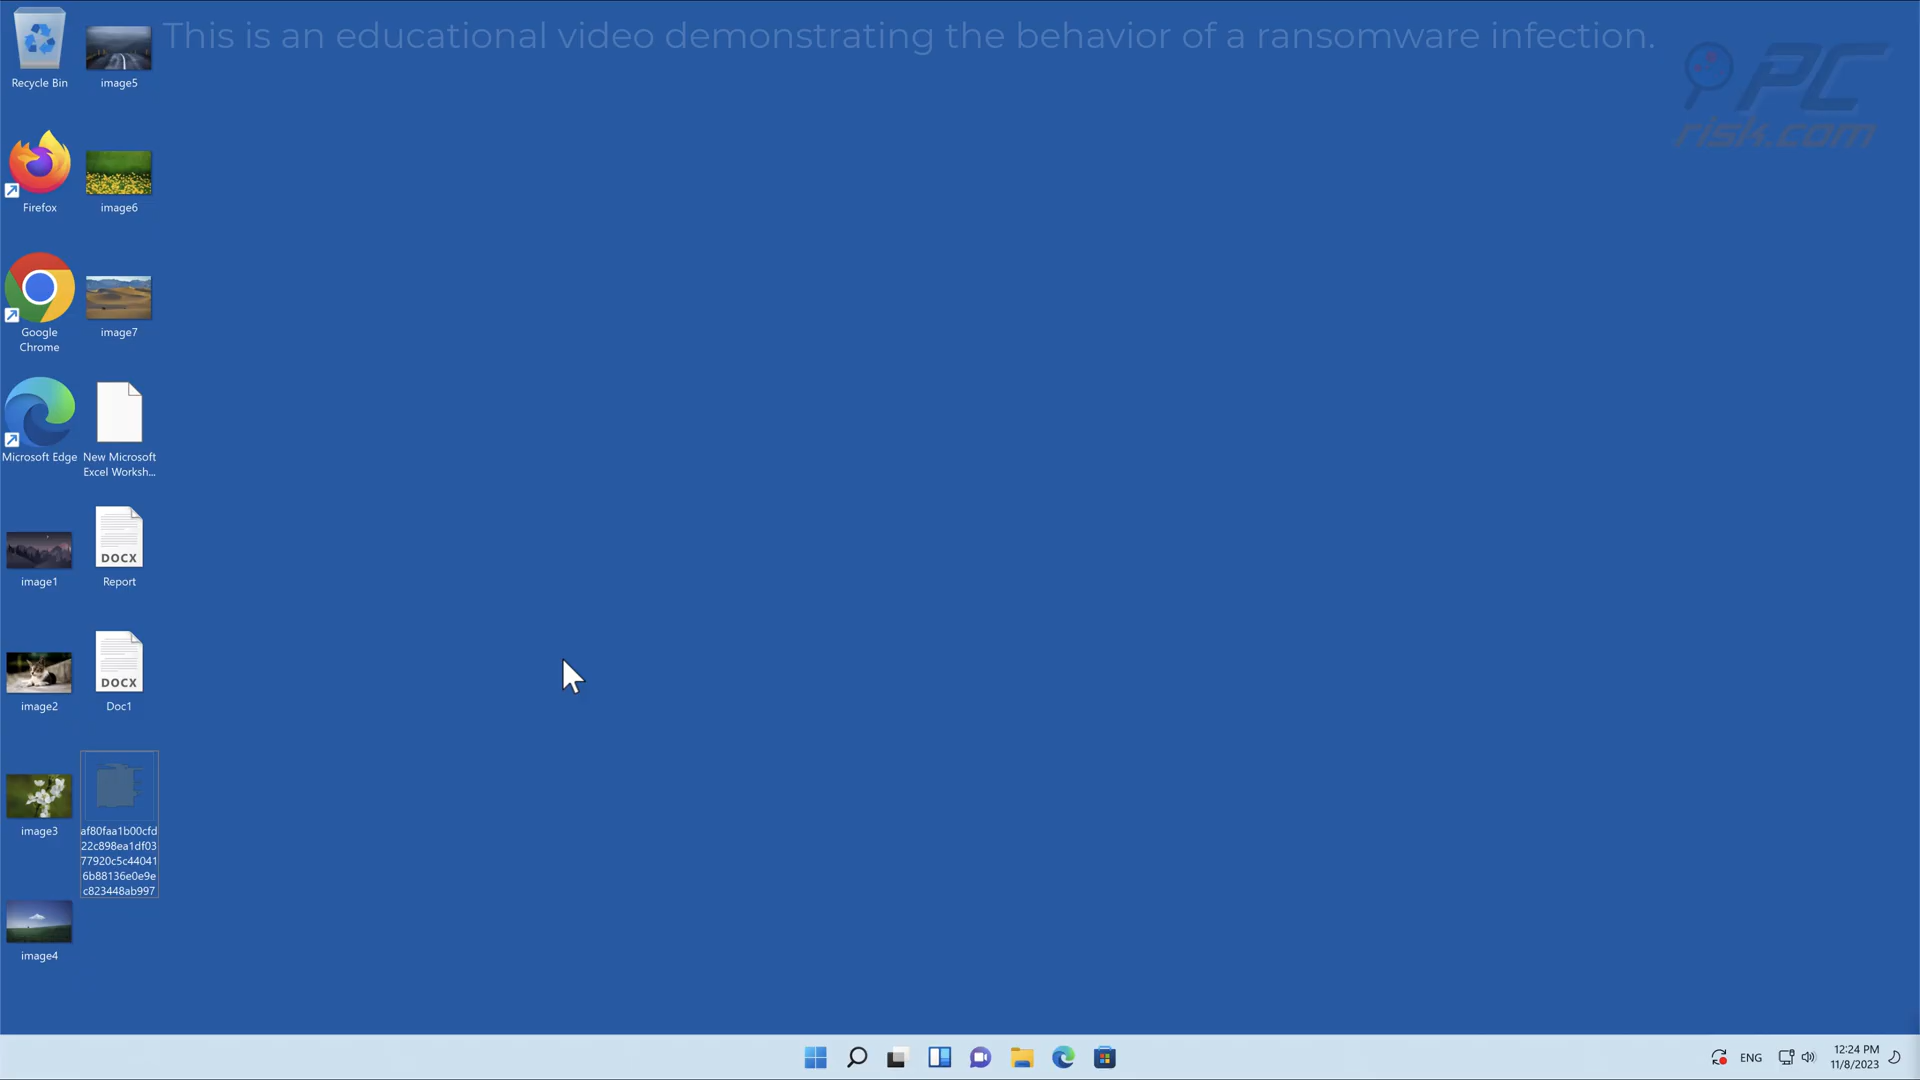 This is an educational video demonstrating the behavior of a ransomware infection.
PC
risk.com
Recycle Bin
image5
Firefox
image6
Google
Chrome
image7
Microsoft Edge
New Microsoft
Excel Worksh...
image1
DOCX
Report
image2
DOCX
Doc1
image3
af80faa1b00cfd
22c898ea1df03
77920c5c44041
6b88136e0e9e
c823448ab997
image4
ENG
12:24 PM
11/8/2023